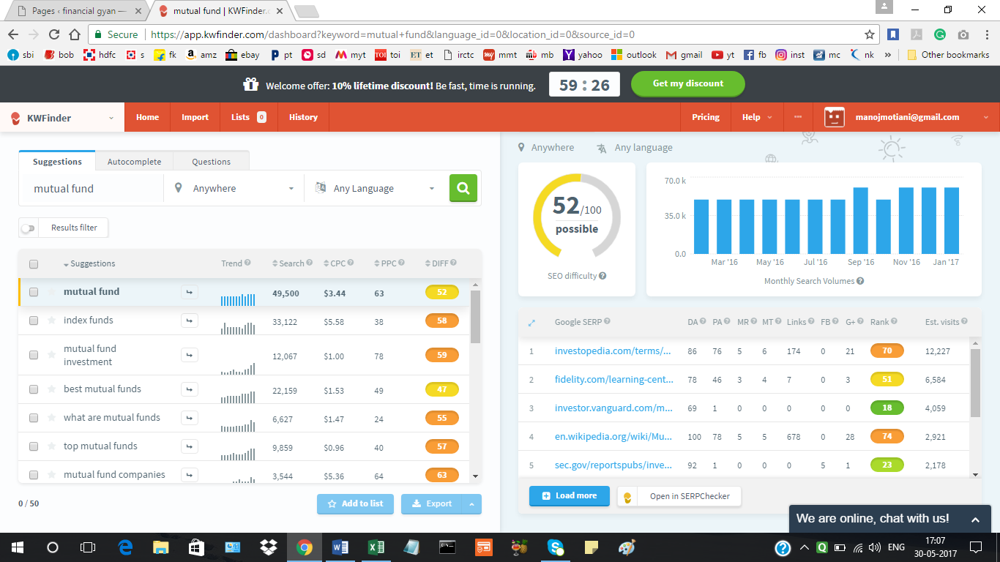 Pages ‹ financial gyan —
mutual fund | KWFinder.c
Secure https://app.kwfinder.com/dashboard?keyword=mutual+fund&language_id=0&location_id=0&source_id=0
sbi bob hdfc s fk amz ebay pt sd myt toi et irctc mmt mb yahoo outlook gmail yt fb inst mc nk » Other bookmarks
Welcome offer: 10% lifetime discount! Be fast, time is running. 59 : 26 Get my discount
KWFinder Home Import Lists 0 History Pricing Help ··· manojmotiani@gmail.com
Suggestions Autocomplete Questions
mutual fund Anywhere Any Language
Results filter
Suggestions Trend Search CPC PPC DIFF
mutual fund 49,500 $3.44 63 52
index funds 33,122 $5.58 38 58
mutual fund
investment 12,067 $1.00 78 59
best mutual funds 22,159 $1.53 49 47
what are mutual funds 6,627 $1.47 24 55
top mutual funds 9,859 $0.96 40 57
mutual fund companies 3,544 $5.36 64 63
0 / 50 Add to list Export
Anywhere Any language
52/100
possible
SEO difficulty
70.0 k
35.0 k
0.0
Mar '16 May '16 Jul '16 Sep '16 Nov '16 Jan '17
Monthly Search Volumes
Google SERP DA PA MR MT Links FB G+ Rank Est. visits
1 investopedia.com/terms/... 86 76 5 6 174 0 21 70 12,227
2 fidelity.com/learning-cent... 78 46 3 4 7 0 3 51 6,584
3 investor.vanguard.com/m... 69 1 0 0 0 0 0 18 4,059
4 en.wikipedia.org/wiki/Mu... 100 78 5 5 678 0 28 74 2,921
5 sec.gov/reportspubs/inve... 92 1 0 0 0 5 1 23 2,178
Load more Open in SERPChecker
We are online, chat with us!
ENG 17:07
30-05-2017